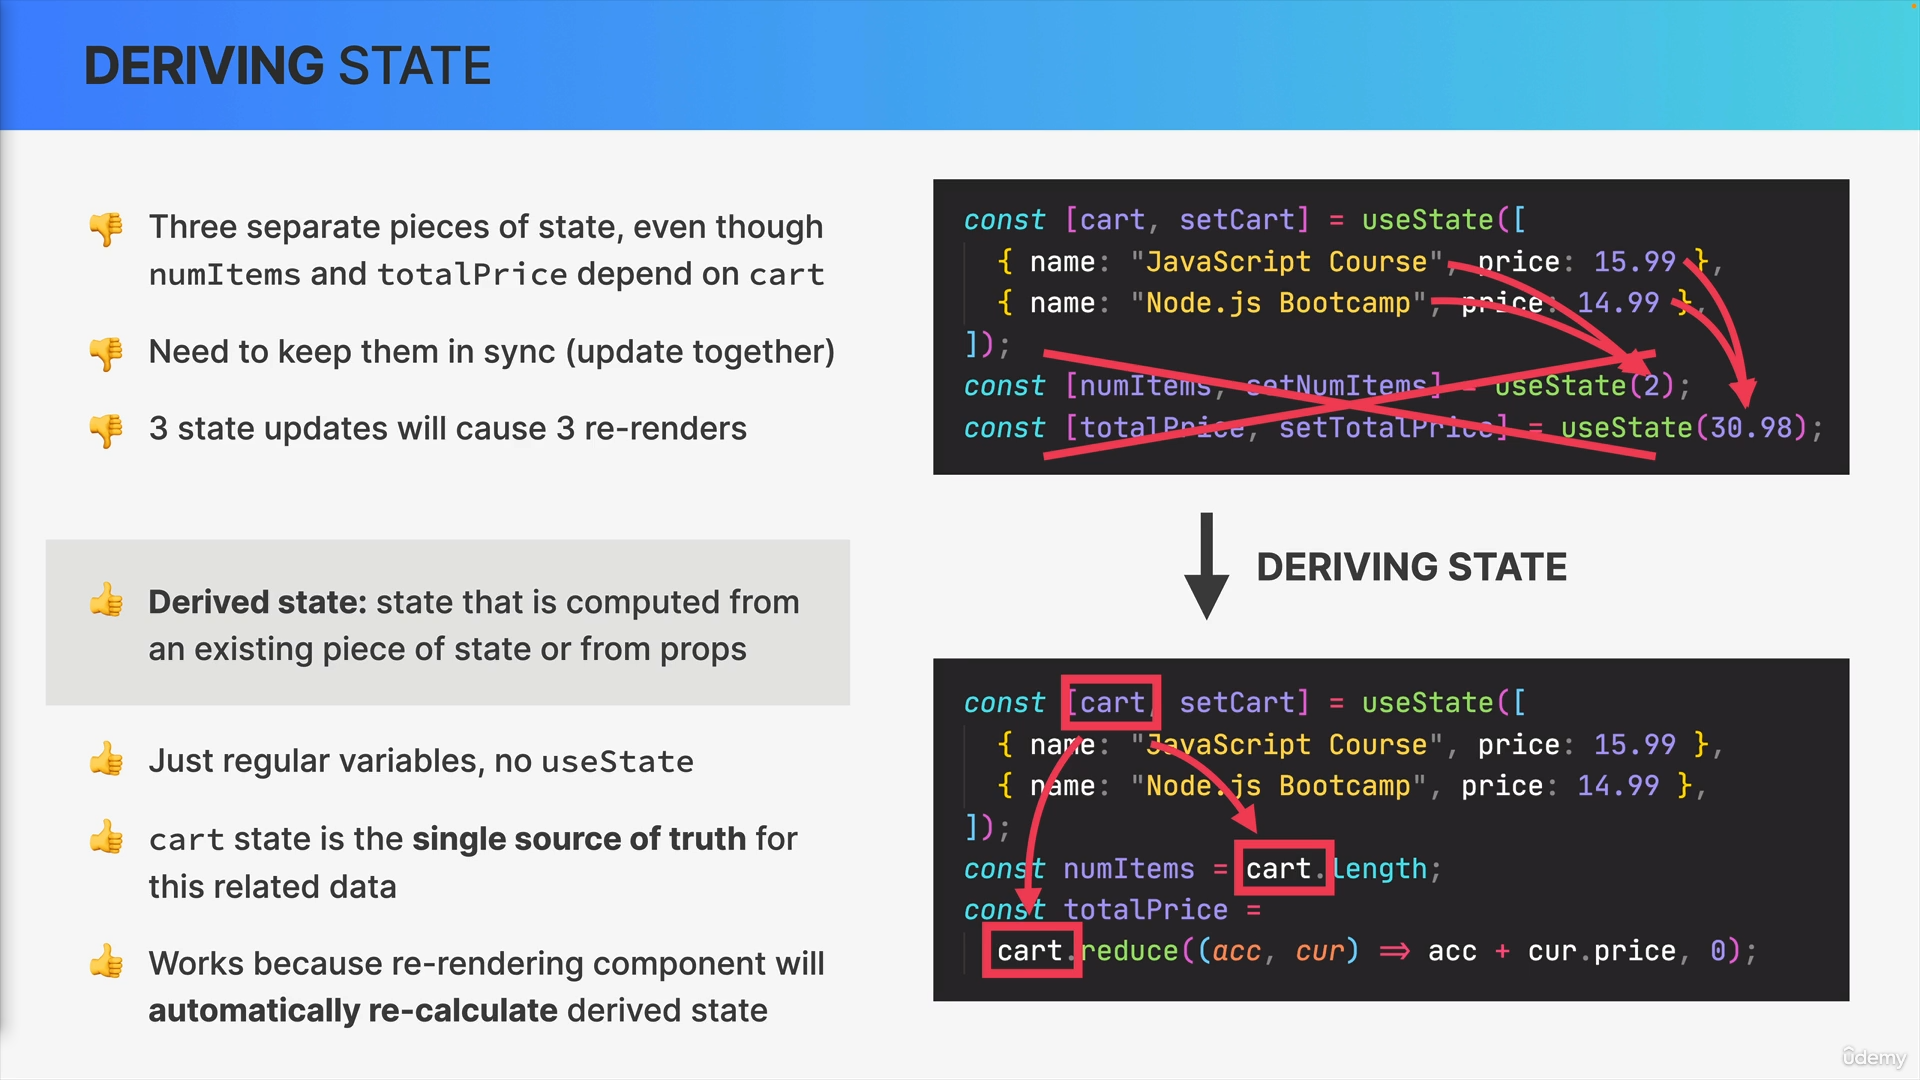 DERIVING STATE
👎 Three separate pieces of state, even though
numItems and totalPrice depend on cart
👎 Need to keep them in sync (update together)
👎 3 state updates will cause 3 re-renders
👍 Derived state: state that is computed from
an existing piece of state or from props
👍 Just regular variables, no useState
👍 cart state is the single source of truth for
this related data
👍 Works because re-rendering component will
automatically re-calculate derived state
const [cart, setCart] = useState([
{ name: "JavaScript Course", price: 15.99 },
{ name: "Node.js Bootcamp", price: 14.99 },
]);
const [numItems, setNumItems] = useState(2);
const [totalPrice, setTotalPrice] = useState(30.98);
DERIVING STATE
const [cart, setCart] = useState([
{ name: "JavaScript Course", price: 15.99 },
{ name: "Node.js Bootcamp", price: 14.99 },
]);
const numItems = cart.length;
const totalPrice =
cart.reduce((acc, cur) => acc + cur.price, 0);
ûdemy